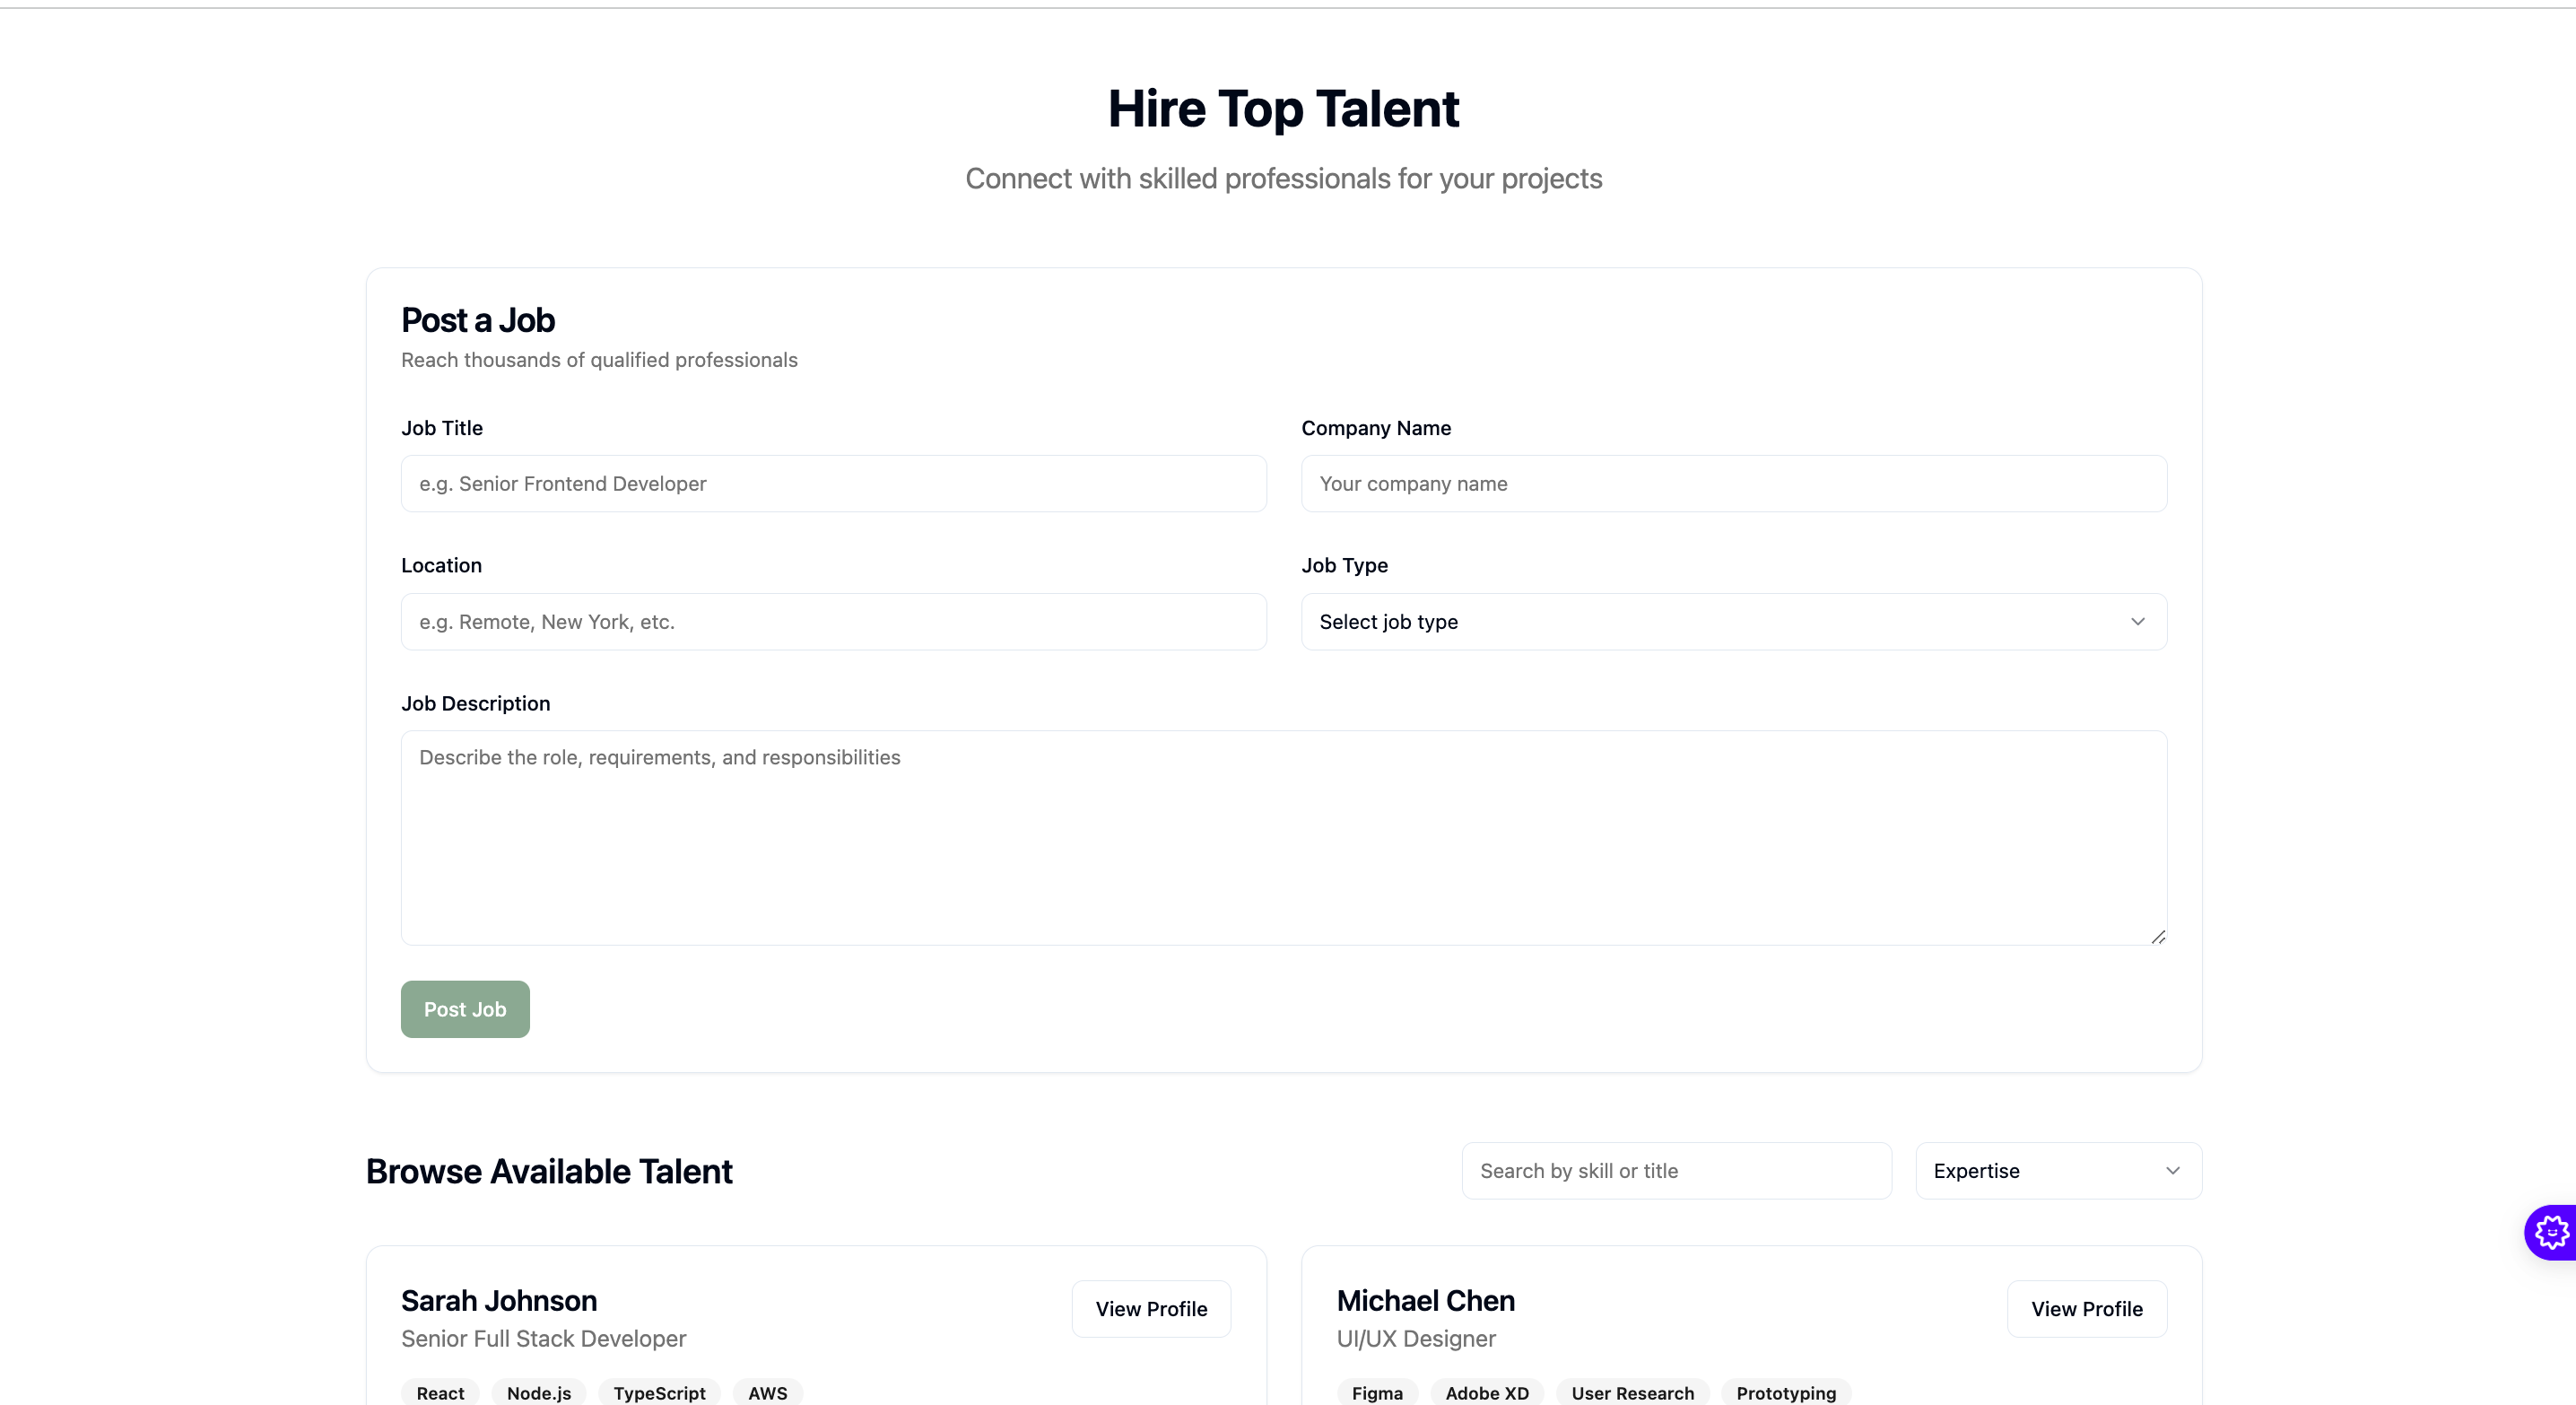 Hire Top Talent
Connect with skilled professionals for your projects
Post a Job
Reach thousands of qualified professionals
Job Title
Company Name
e.g. Senior Frontend Developer
Your company name
Location
Job Type
e.g. Remote, New York, etc.
Select job type
Job Description
Describe the role, requirements, and responsibilities
Post Job
Browse Available Talent
Search by skill or title
Expertise
Sarah Johnson
View Profile
Senior Full Stack Developer
React Node.js TypeScript AWS
Michael Chen
View Profile
UI/UX Designer
Figma Adobe XD User Research Prototyping